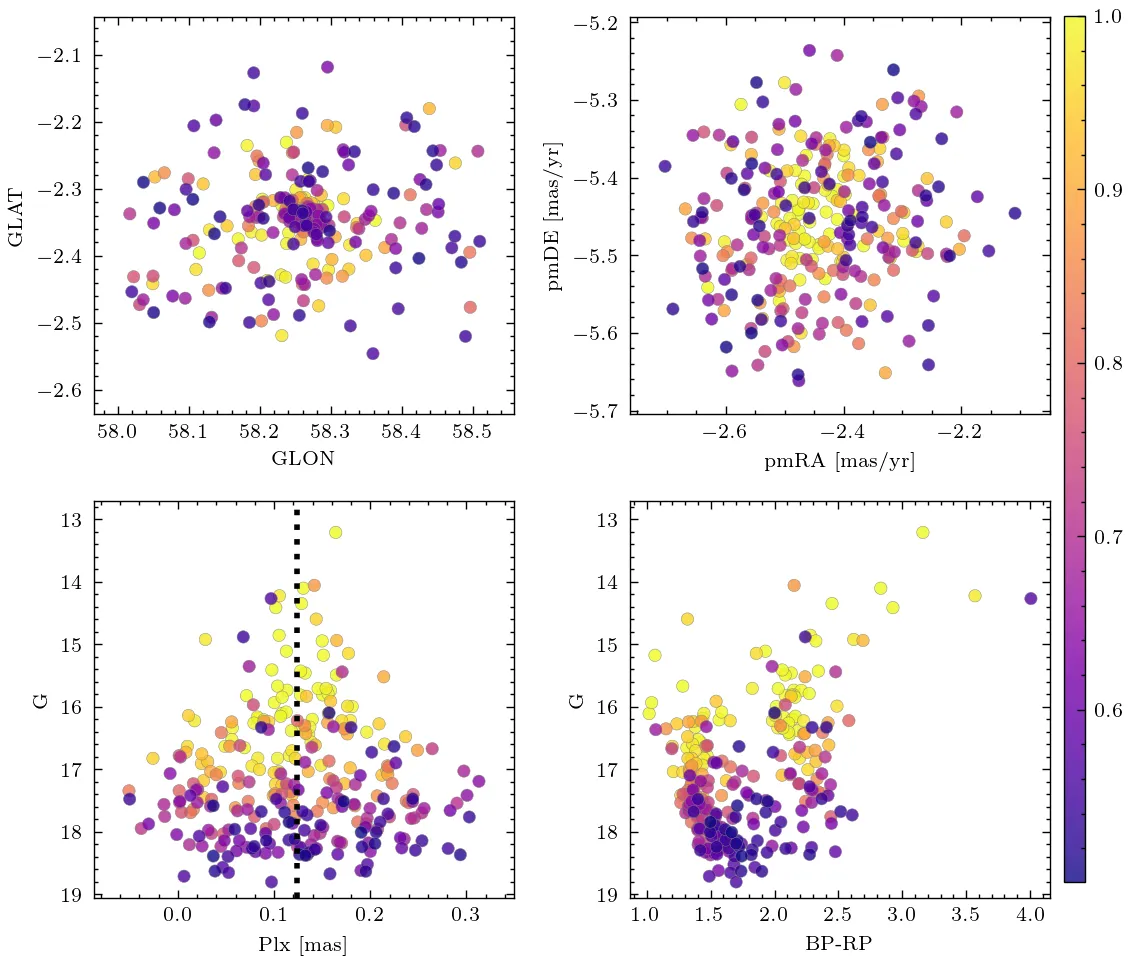 −2.1
−2.2
−2.3
−2.4
−2.5
−2.6
GLAT
58.0 58.1 58.2 58.3 58.4 58.5
GLON
−5.2
−5.3
−5.4
−5.5
−5.6
−5.7
pmDE [mas/yr]
−2.6 −2.4 −2.2
pmRA [mas/yr]
1.0
0.9
0.8
0.7
0.6
13
14
15
16
17
18
19
G
0.0 0.1 0.2 0.3
Plx [mas]
13
14
15
16
17
18
19
G
1.0 1.5 2.0 2.5 3.0 3.5 4.0
BP-RP